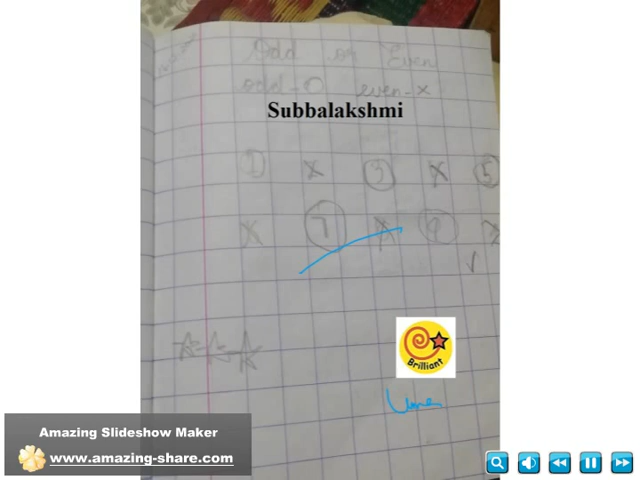 Odd or Even
odd-O even-x
Subbalakshmi
1 x 3 x 5
x 7 x 9 x
Brilliant
Amazing Slideshow Maker
www.amazing-share.com